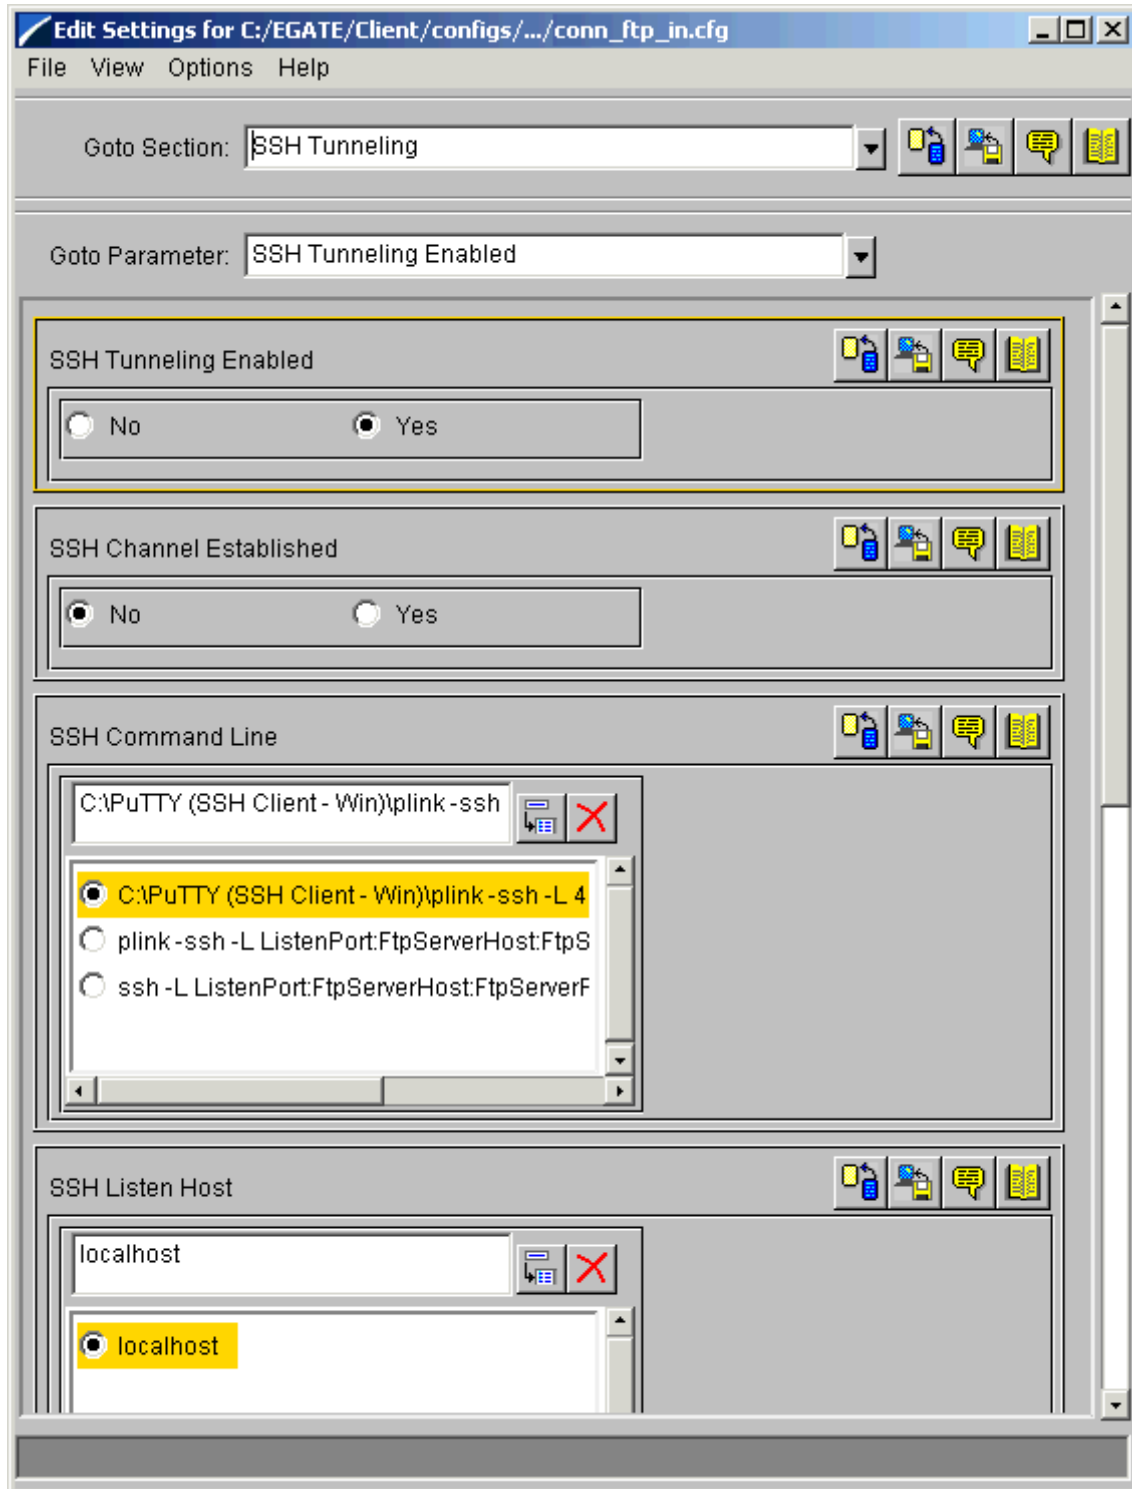 Edit Settings for C:/EGATE/Client/configs/.../conn_ftp_in.cfg
File View Options Help
Goto Section: SSH Tunneling
Goto Parameter: SSH Tunneling Enabled
SSH Tunneling Enabled
No Yes
SSH Channel Established
No Yes
SSH Command Line
C:\PuTTY (SSH Client - Win)\plink -ssh
C:\PuTTY (SSH Client - Win)\plink -ssh -L 4
plink -ssh -L ListenPort:FtpServerHost:FtpS
ssh -L ListenPort:FtpServerHost:FtpServerF
SSH Listen Host
localhost
localhost